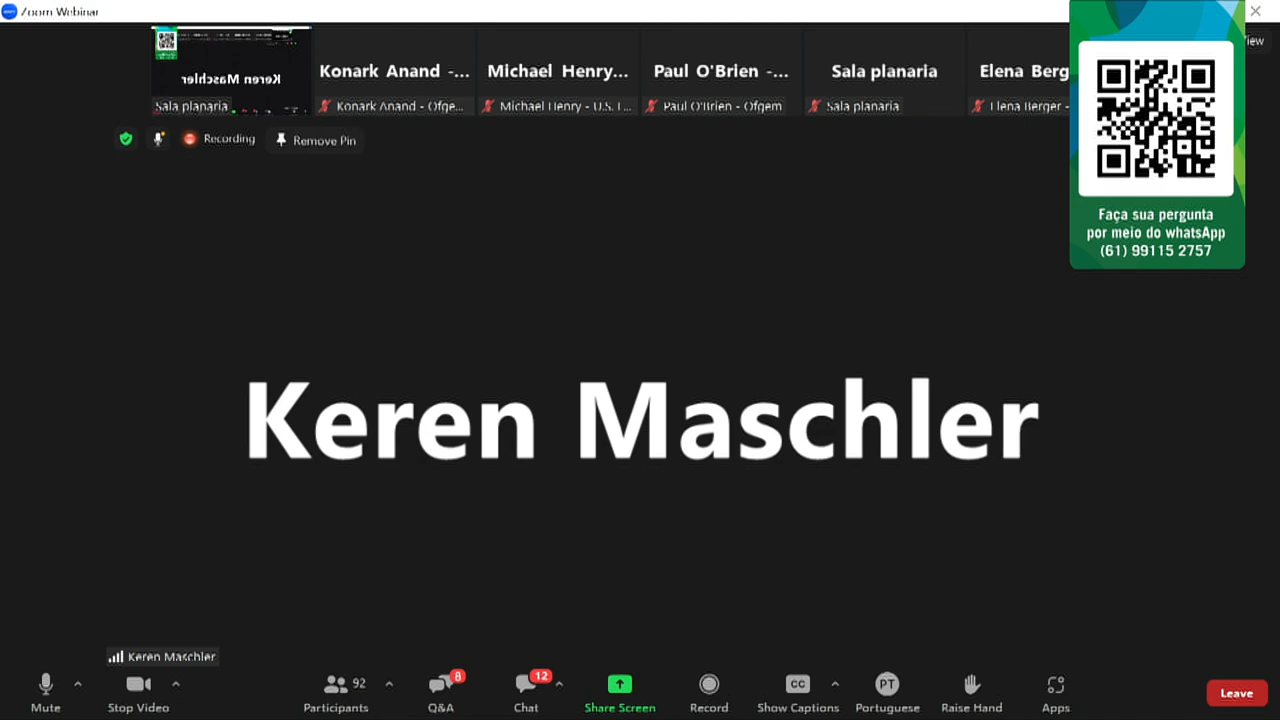 Zoom Webinar
View
Keren Maschler
Sala planaria
Konark Anand -...
Konark Anand - Ofge...
Michael Henry...
Michael Henry - U.S. I...
Paul O'Brien -...
Paul O'Brien - Ofgem
Sala planaria
Sala planaria
Elena Berg
Elena Berger -
Recording
Remove Pin
Faça sua pergunta
por meio do whatsApp
(61) 99115 2757
Keren Maschler
Keren Maschler
Mute
Stop Video
92
Participants
8
Q&A
12
Chat
Share Screen
Record
CC
Show Captions
PT
Portuguese
Raise Hand
Apps
Leave